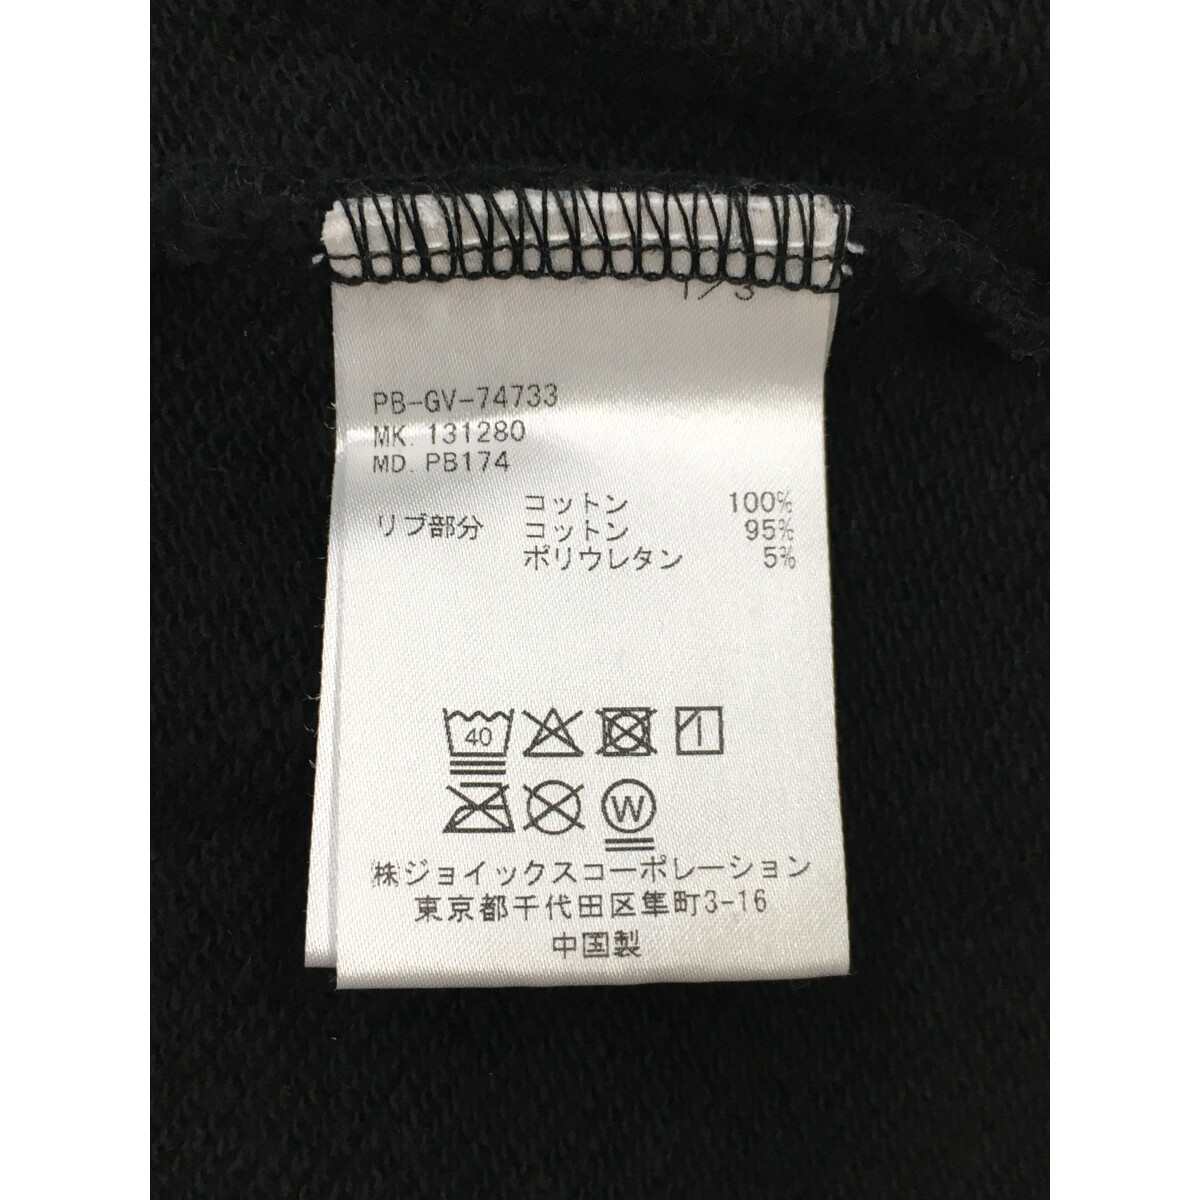 1/3
PB-GV-74733
MK. 131280
MD. PB174
コットン 100%
リブ部分 コットン 95%
ポリウレタン 5%
40
W
㈱ジョイックスコーポレーション
東京都千代田区隼町3-16
中国製